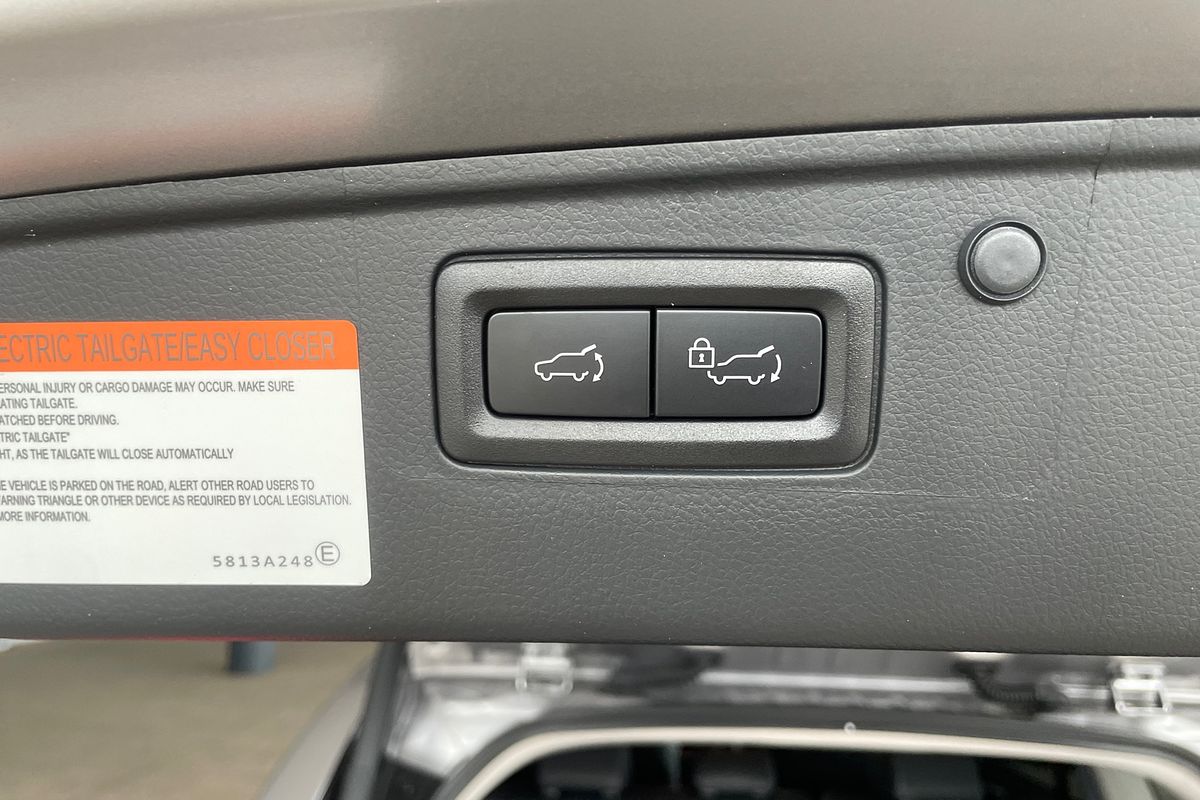 ECTRIC TAILGATE/EASY CLOSER
ERSONAL INJURY OR CARGO DAMAGE MAY OCCUR. MAKE SURE
ATING TAILGATE.
ATCHED BEFORE DRIVING.
TRIC TAILGATE"
HT, AS THE TAILGATE WILL CLOSE AUTOMATICALLY
E VEHICLE IS PARKED ON THE ROAD, ALERT OTHER ROAD USERS TO
ARNING TRIANGLE OR OTHER DEVICE AS REQUIRED BY LOCAL LEGISLATION.
MORE INFORMATION.
5813A248 Ⓔ